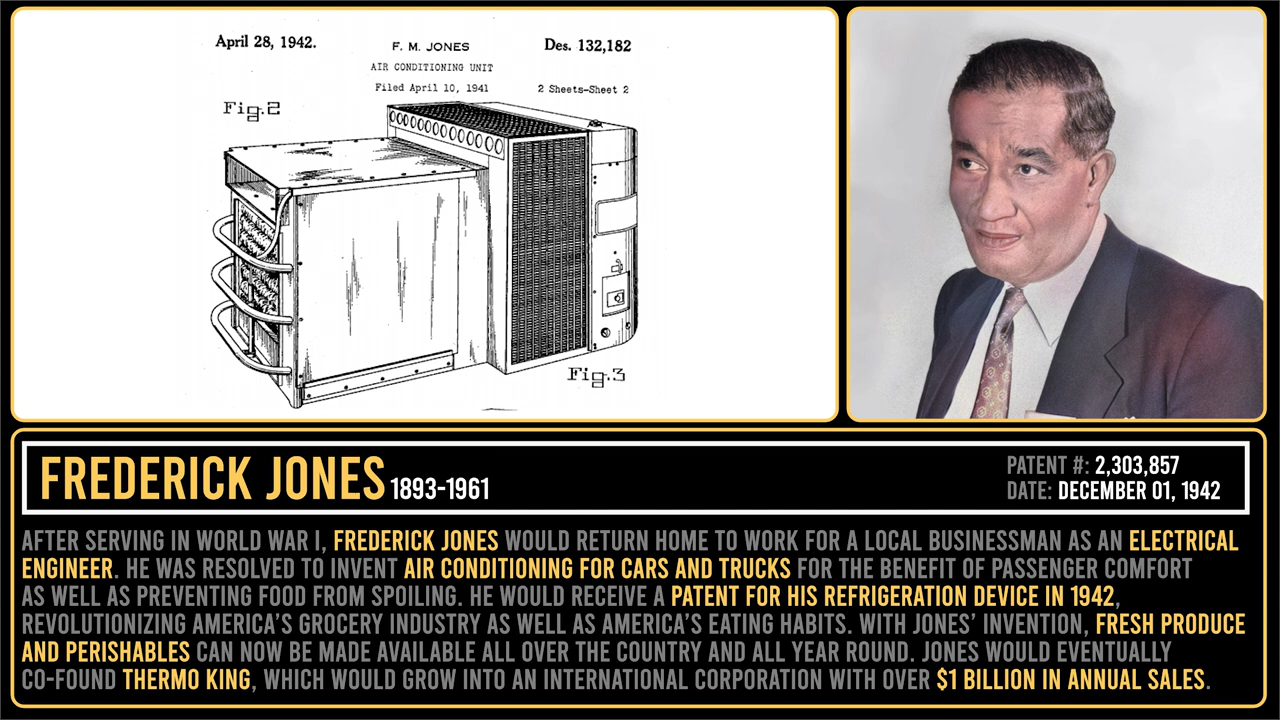 April 28, 1942.
F. M. JONES
Des. 132,182
AIR CONDITIONING UNIT
Filed April 10, 1941
2 Sheets-Sheet 2
Fig.2
Fig.3
FREDERICK JONES 1893-1961
PATENT #: 2,303,857
DATE: DECEMBER 01, 1942
AFTER SERVING IN WORLD WAR I, FREDERICK JONES WOULD RETURN HOME TO WORK FOR A LOCAL BUSINESSMAN AS AN ELECTRICAL
ENGINEER. HE WAS RESOLVED TO INVENT AIR CONDITIONING FOR CARS AND TRUCKS FOR THE BENEFIT OF PASSENGER COMFORT
AS WELL AS PREVENTING FOOD FROM SPOILING. HE WOULD RECEIVE A PATENT FOR HIS REFRIGERATION DEVICE IN 1942,
REVOLUTIONIZING AMERICA'S GROCERY INDUSTRY AS WELL AS AMERICA'S EATING HABITS. WITH JONES' INVENTION, FRESH PRODUCE
AND PERISHABLES CAN NOW BE MADE AVAILABLE ALL OVER THE COUNTRY AND ALL YEAR ROUND. JONES WOULD EVENTUALLY
CO-FOUND THERMO KING, WHICH WOULD GROW INTO AN INTERNATIONAL CORPORATION WITH OVER $1 BILLION IN ANNUAL SALES.